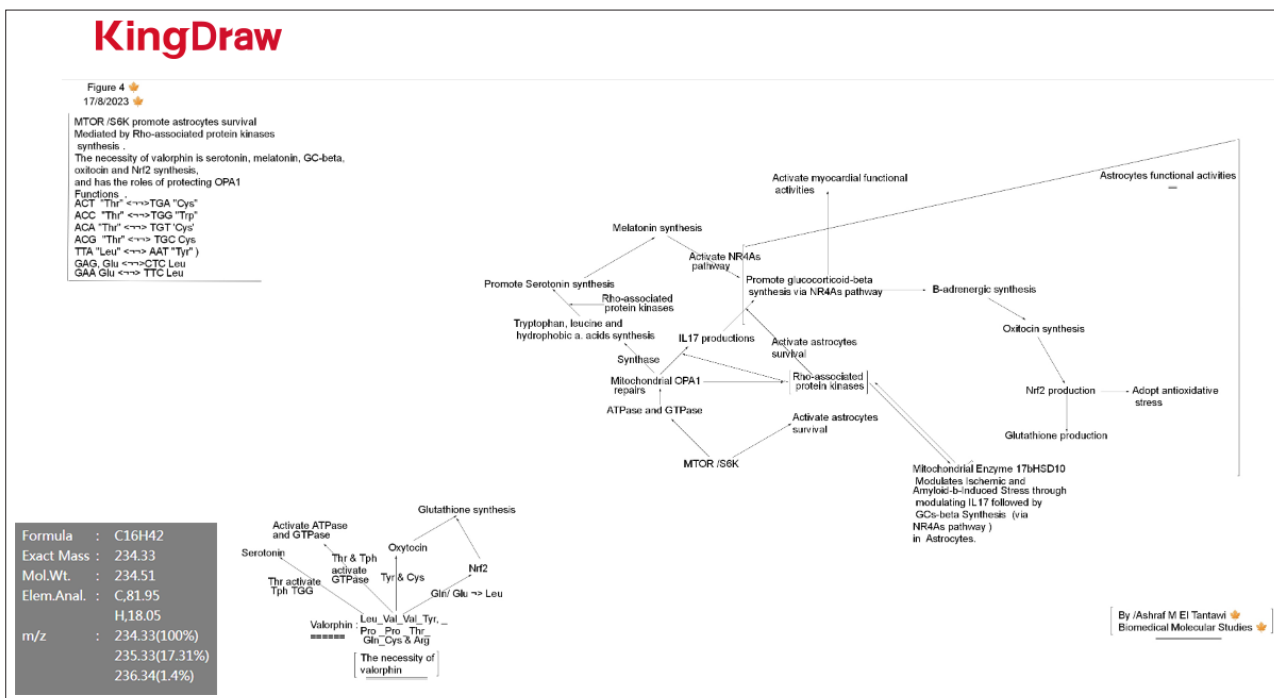 KingDraw
Figure 4 🍁
17/8/2023 🍁
MTOR /S6K promote astrocytes survival
Mediated by Rho-associated protein kinases
synthesis .
The necessity of valorphin is serotonin, melatonin, GC-beta,
oxitocin and Nrf2 synthesis,
and has the roles of protecting OPA1
Functions .
ACT "Thr" <¬¬>TGA "Cys"
ACC "Thr" <¬¬>TGG "Trp"
ACA "Thr" <¬¬> TGT 'Cys'
ACG "Thr" <¬¬> TGC Cys
TTA "Leu" <¬¬> AAT "Tyr" )
GAG, Glu <¬¬>CTC Leu
GAA Glu <¬¬> TTC Leu
Activate myocardial functional
activities
Astrocytes functional activities
Melatonin synthesis
Activate NR4As
pathway
Promote Serotonin synthesis
Promote glucocorticoid-beta
synthesis via NR4As pathway
B-adrenergic synthesis
Rho-associated
protein kinases
Tryptophan, leucine and
hydrophobic a. acids synthesis
IL17 productions
Oxitocin synthesis
Activate astrocytes
survival
Synthase
Mitochondrial OPA1
repairs
Rho-associated
protein kinases
Nrf2 production
Adopt antioxidative
stress
ATPase and GTPase
Activate astrocytes
survival
Glutathione production
MTOR /S6K
Mitochondrial Enzyme 17bHSD10
Modulates Ischemic and
Amyloid-b-Induced Stress through
modulating IL17 followed by
GCs-beta Synthesis (via
NR4As pathway )
in Astrocytes.
Glutathione synthesis
Activate ATPase
and GTPase
Serotonin
Oxytocin
Thr & Tph
activate
GTPase
Tyr & Cys
Nrf2
Thr activate
Tph TGG
Gln/ Glu ¬> Leu
Valorphin : Leu_Val_Val_Tyr, _
====== Pro _Pro_Thr_
Gln_Cys & Arg
The necessity of
valorphin
Formula : C16H42
Exact Mass : 234.33
Mol.Wt. : 234.51
Elem.Anal. : C,81.95
H,18.05
m/z : 234.33(100%)
235.33(17.31%)
236.34(1.4%)
By /Ashraf M El Tantawi 🍁
Biomedical Molecular Studies 🍁